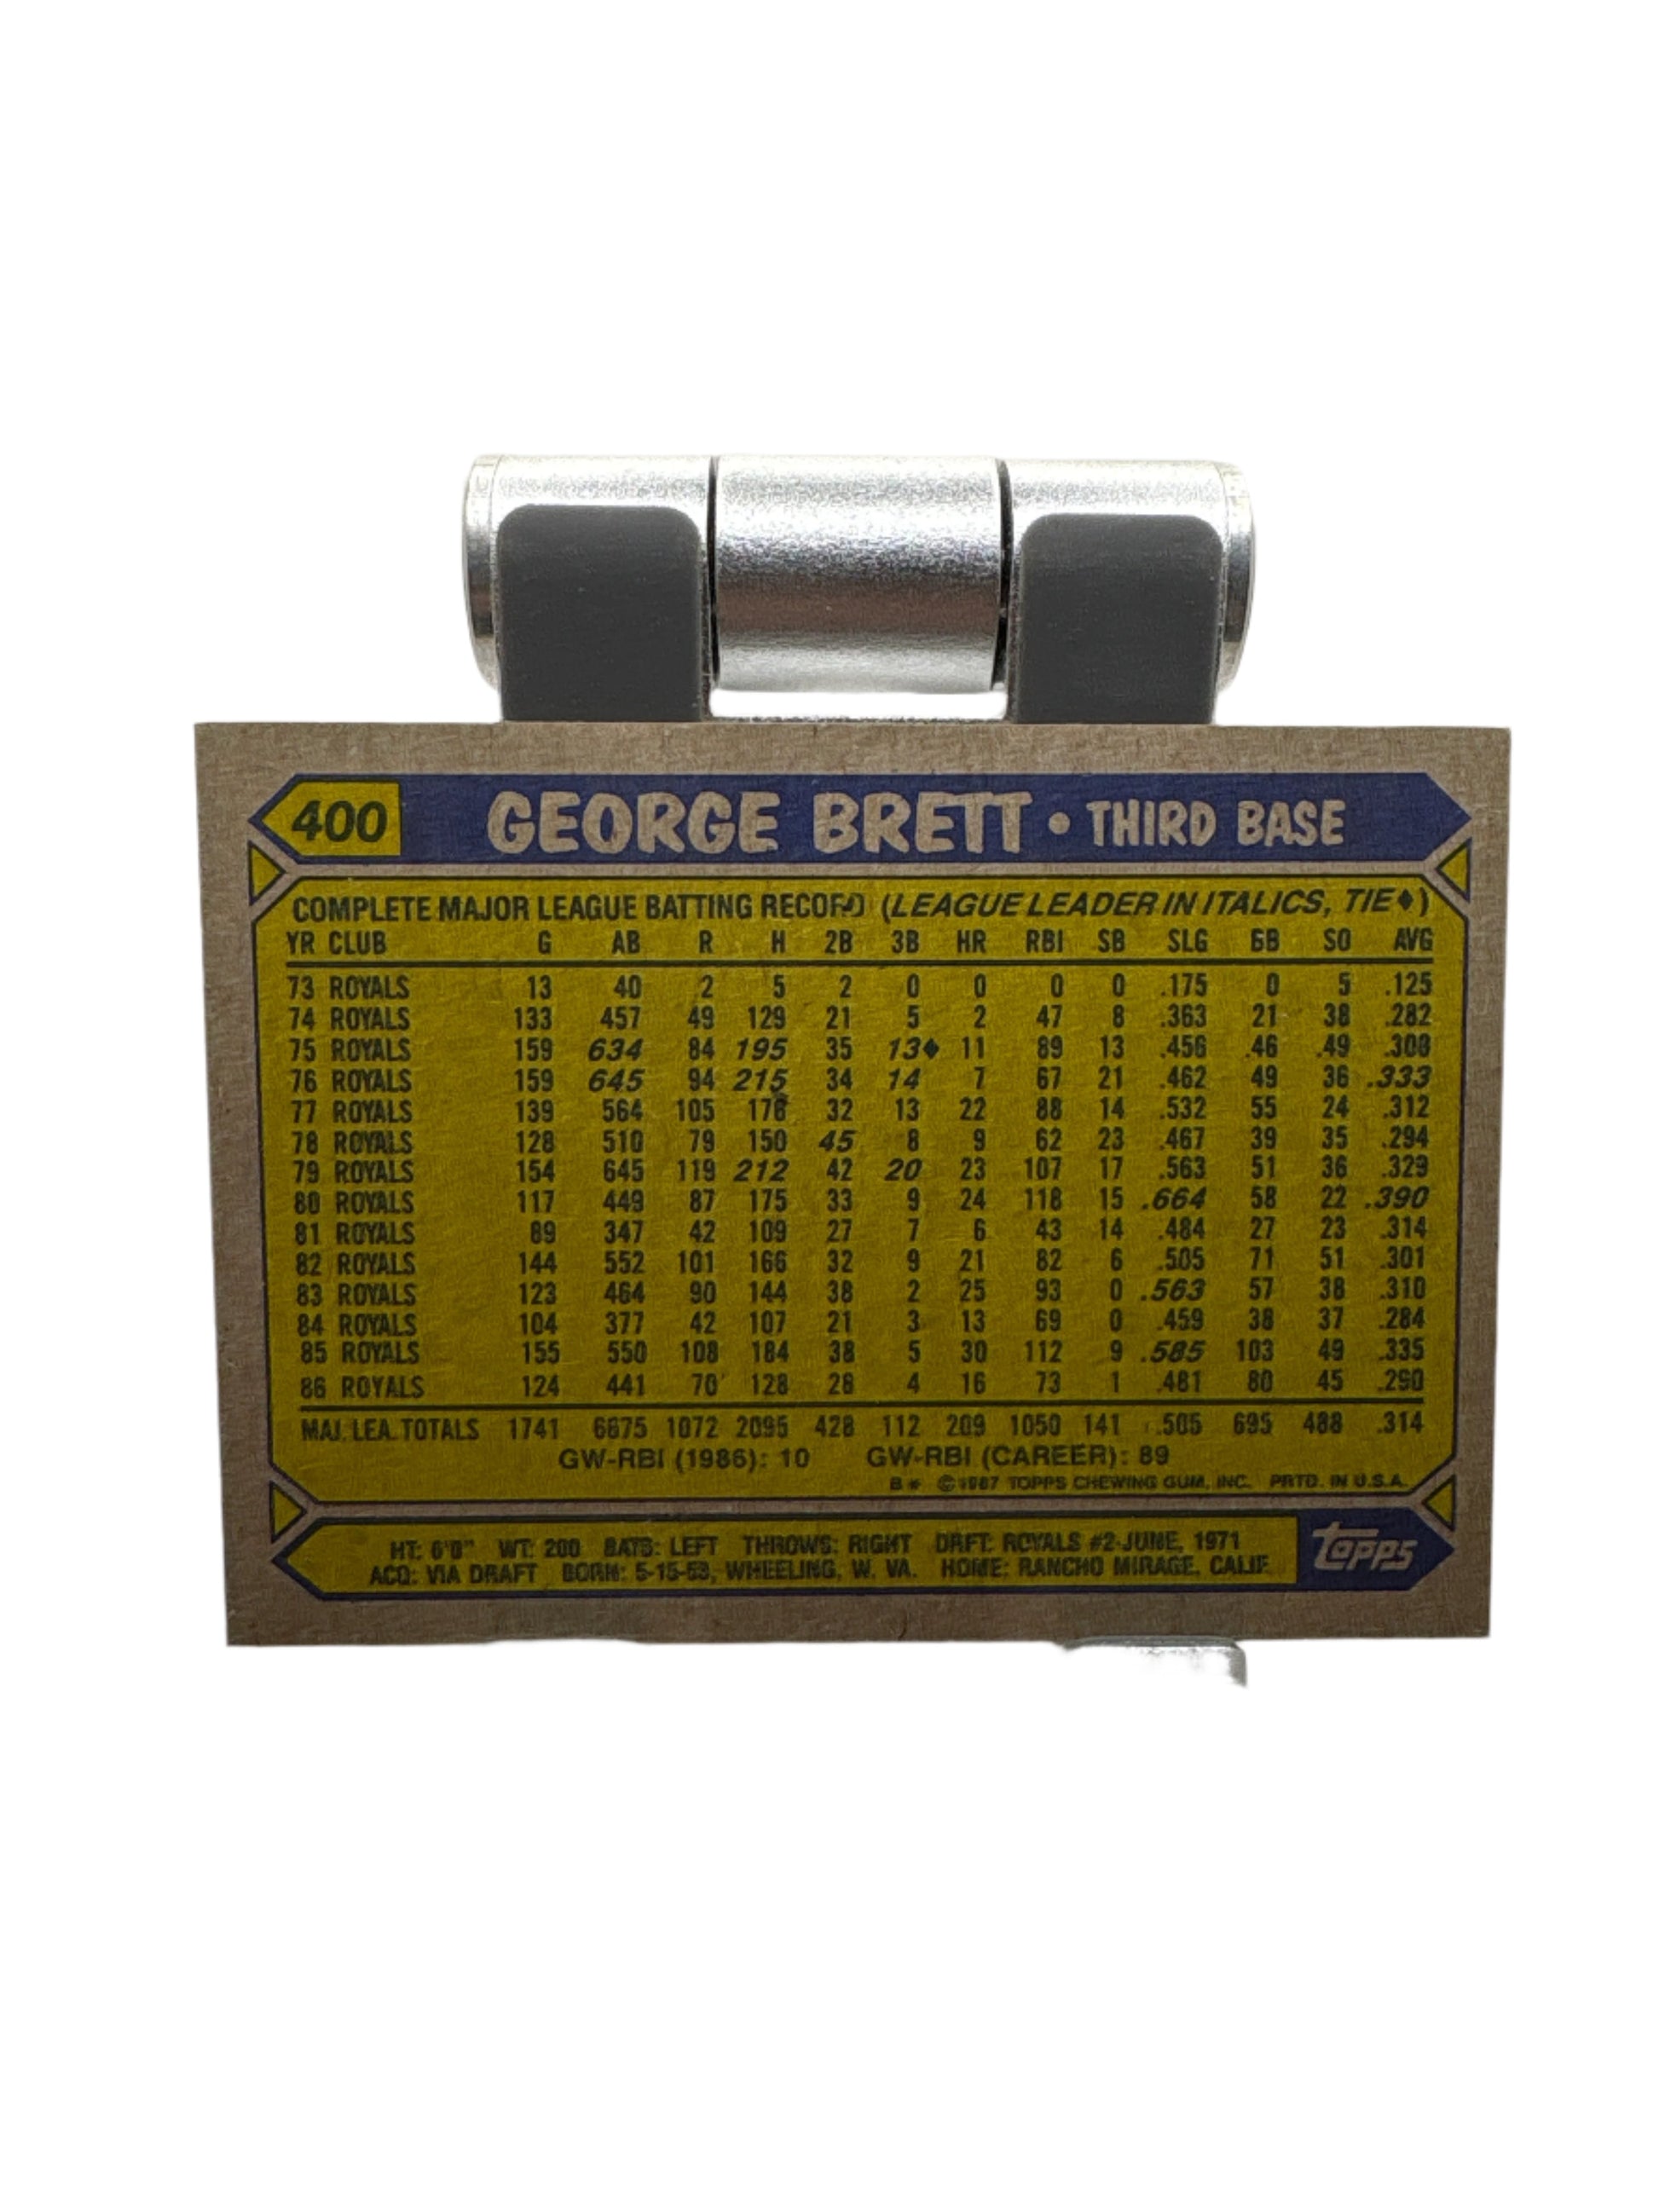 400 GEORGE BRETT • THIRD BASE
COMPLETE MAJOR LEAGUE BATTING RECORD (LEAGUE LEADER IN ITALICS, TIE♦)
YR CLUB G AB R H 2B 3B HR RBI SB SLG BB SO AVG
73 ROYALS 13 40 2 5 2 0 0 0 0 .175 0 5 .125
74 ROYALS 133 457 49 129 21 5 2 47 8 .363 21 38 .282
75 ROYALS 159 634 84 195 35 13♦ 11 89 13 .456 46 49 .308
76 ROYALS 159 645 94 215 34 14 7 67 21 .462 49 36 .333
77 ROYALS 139 564 105 176 32 13 22 88 14 .532 55 24 .312
78 ROYALS 128 510 79 150 45 8 9 62 23 .467 39 35 .294
79 ROYALS 154 645 119 212 42 20 23 107 17 .563 51 36 .329
80 ROYALS 117 449 87 175 33 9 24 118 15 .664 58 22 .390
81 ROYALS 89 347 42 109 27 7 6 43 14 .484 27 23 .314
82 ROYALS 144 552 101 166 32 9 21 82 6 .505 71 51 .301
83 ROYALS 123 464 90 144 38 2 25 93 0 .563 57 38 .310
84 ROYALS 104 377 42 107 21 3 13 69 0 .459 38 37 .284
85 ROYALS 155 550 108 184 38 5 30 112 9 .585 103 49 .335
86 ROYALS 124 441 70 128 28 4 16 73 1 .481 80 45 .290
MAJ. LEA. TOTALS 1741 6675 1072 2095 428 112 209 1050 141 .505 695 488 .314
GW-RBI (1986): 10 GW-RBI (CAREER): 89
B* ©1987 TOPPS CHEWING GUM, INC. PRTD. IN U.S.A.
HT: 6'0" WT: 200 BATS: LEFT THROWS: RIGHT DRFT: ROYALS #2-JUNE, 1971
ACQ: VIA DRAFT BORN: 5-15-53, WHEELING, W. VA. HOME: RANCHO MIRAGE, CALIF.
topps